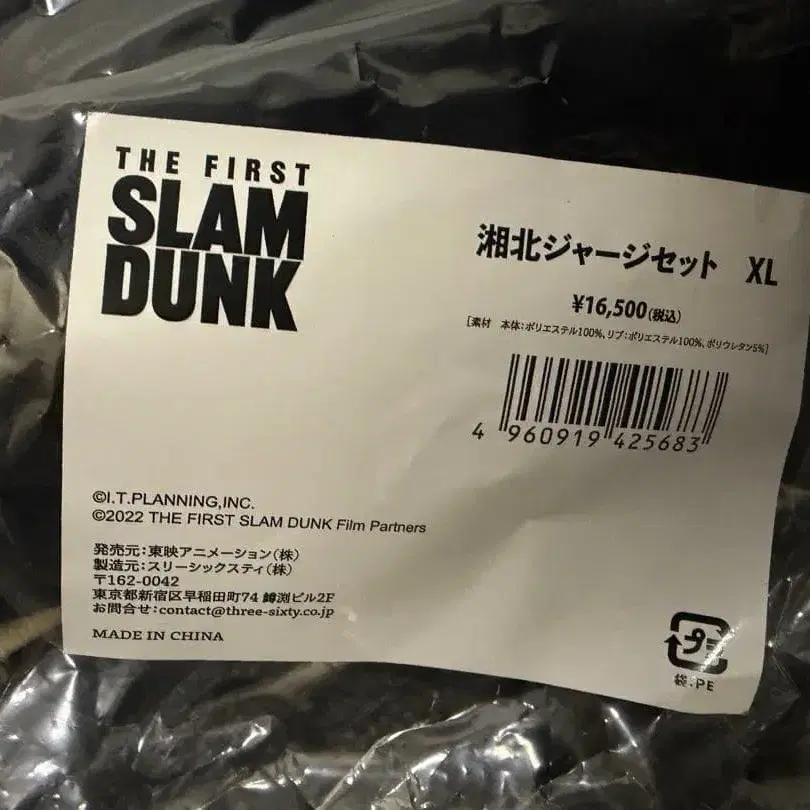 THE FIRST
SLAM
DUNK
湘北ジャージセット XL
¥16,500(税込)
[素材 本体:ポリエステル100%、リブ:ポリエステル100%、ポリウレタン5%]
4 960919 425683
©I.T.PLANNING,INC.
©2022 THE FIRST SLAM DUNK Film Partners
発売元:東映アニメーション(株)
製造元:スリーシックスティ(株)
〒162-0042
東京都新宿区早稲田町74 鱒渕ビル2F
お問合せ:contact@three-sixty.co.jp
MADE IN CHINA
プラ
袋:PE